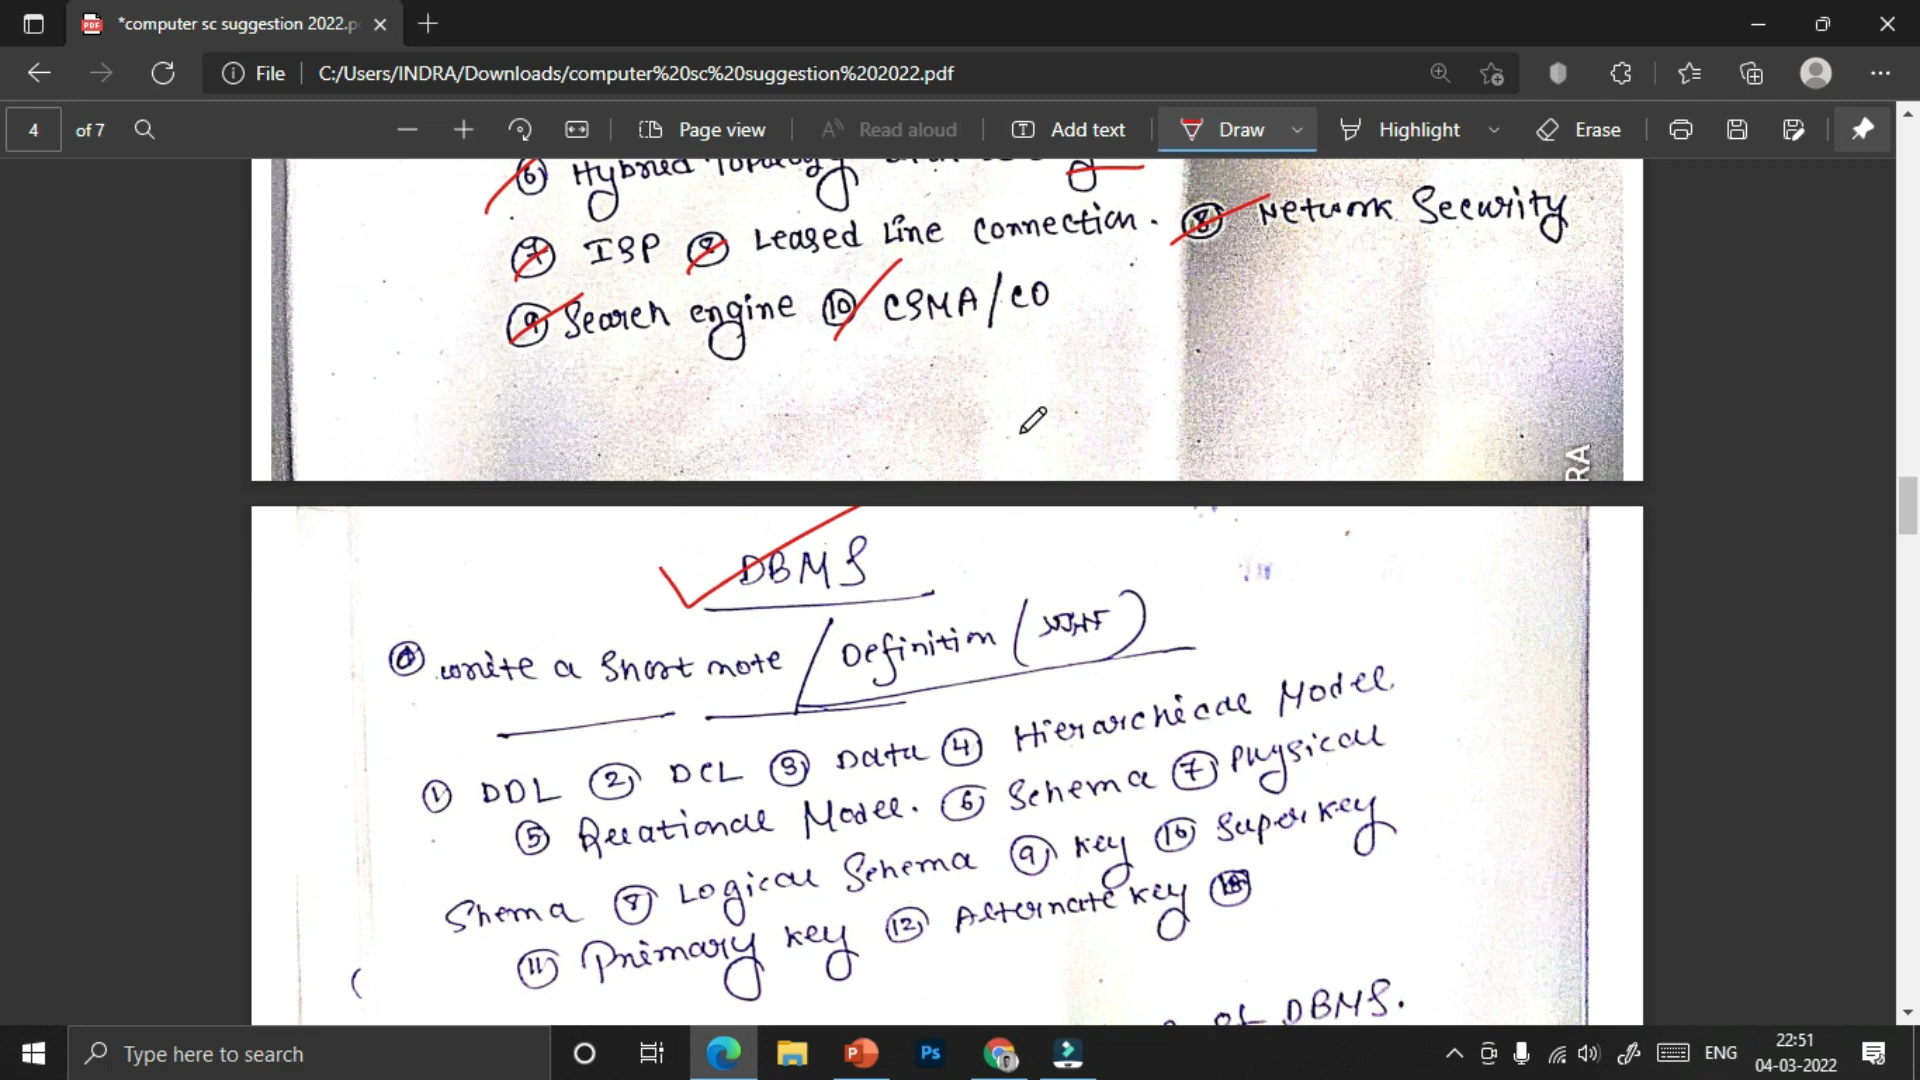 *computer sc suggestion 2022.p
File C:/Users/INDRA/Downloads/computer%20sc%20suggestion%202022.pdf
4 of 7 Page view Read aloud Add text Draw Highlight Erase
⑥ Hybrid Topology
⑦ ISP ⑧ Leased Line Connection. ⑧ Network Security
⑨ Search engine ⑩ CSMA/CD
RA
DBMS
Write a Short note / Definition (
① DDL ② DCL ③ Data ④ Hierarchical Model
⑤ Relational Model. ⑥ Schema ⑦ Physical
Shema ⑧ Logical Schema ⑨ Key ⑩ Super Key
⑪ Primary Key ⑫ Alternate Key
of DBMS.
Type here to search
P Ps ENG
22:51
04-03-2022